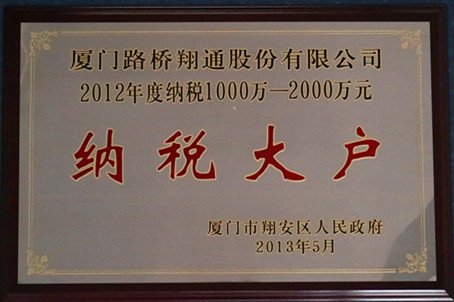 厦门路桥翔通股份有限公司
2012年度纳税1000万—2000万元
纳税大户
厦门市翔安区人民政府
2013年5月